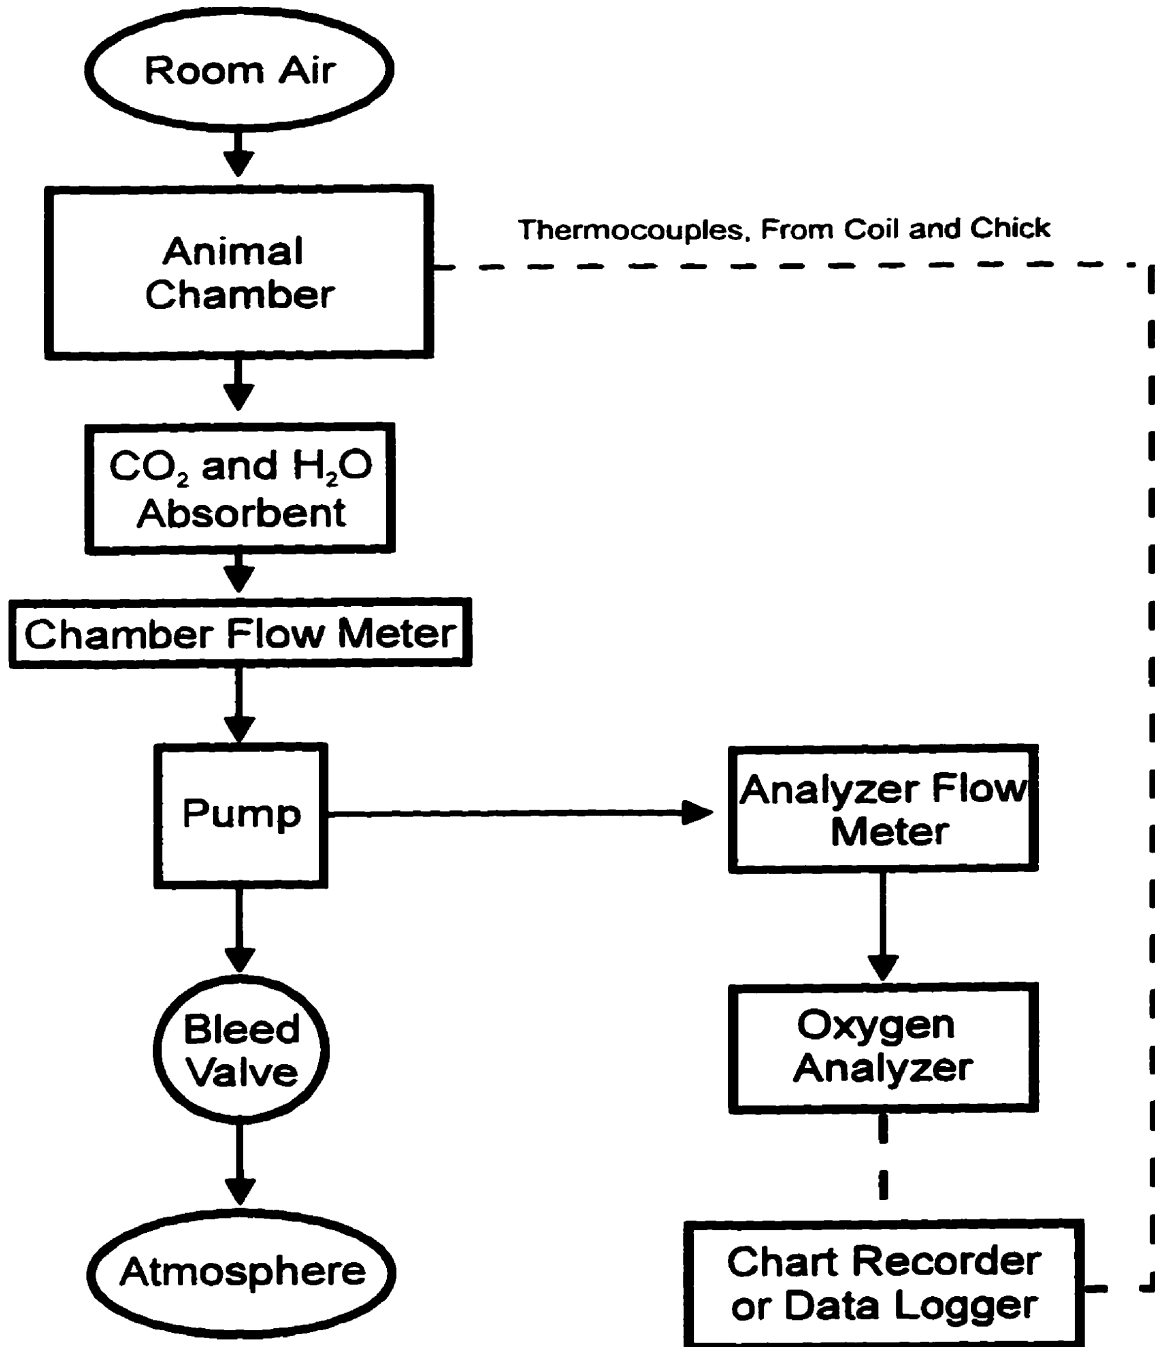 Room Air
Thermocouples, From Coil and Chick
Animal
Chamber
CO₂ and H₂O
Absorbent
Chamber Flow Meter
Pump
Analyzer Flow
Meter
Bleed
Valve
Oxygen
Analyzer
Atmosphere
Chart Recorder
or Data Logger